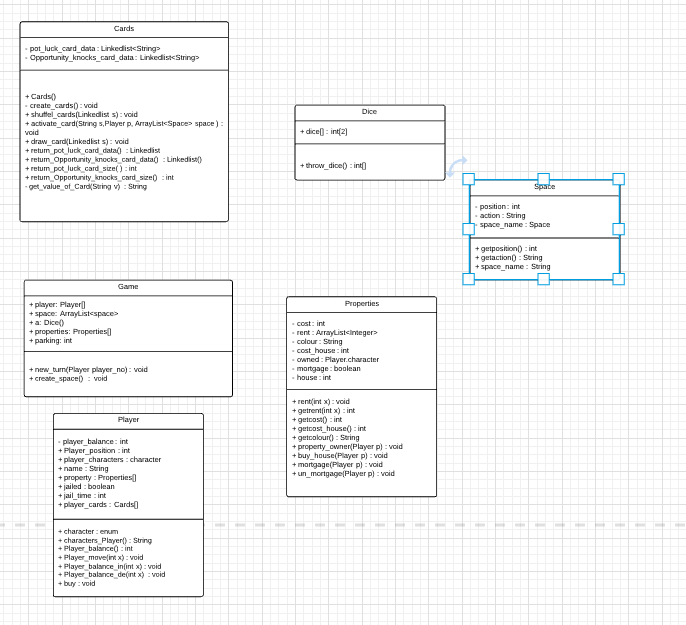 Cards
- pot_luck_card_data : Linkedlist<String>
- Opportunity_knocks_card_data : Linkedlist<String>
+ Cards()
- create_cards() : void
+ shuffel_cards(Linkedlist s) : void
+ activate_card(String s,Player p, ArrayList<Space> space ) :
void
+ draw_card(Linkedlist s) : void
+ return_pot_luck_card_data() : Linkedlist
+ return_Opportunity_knocks_card_data() : Linkedlist()
+ return_pot_luck_card_size( ) : int
+ return_Opportunity_knocks_card_size() : int
- get_value_of_Card(String v) : String
Dice
+ dice[] : int[2]
+ throw_dice() : int[]
Space
- position : int
- action : String
- space_name : Space
+ getposition() : int
+ getaction() : String
+ space_name : String
Game
+ player: Player[]
+ space: ArrayList<space>
+ a: Dice()
+ properties: Properties[]
+ parking: int
+ new_turn(Player player_no) : void
+ create_space() : void
Properties
- cost : int
- rent : ArrayList<Integer>
- colour : String
- cost_house : int
- owned : Player.character
- mortgage : boolean
- house : int
+ rent(int x) : void
+ getrent(int x) : int
+ getcost() : int
+ getcost_house() : int
+ getcolour() : String
+ property_owner(Player p) : void
+ buy_house(Player p) : void
+ mortgage(Player p) : void
+ un_mortgage(Player p) : void
Player
- player_balance : int
+ Player_position : int
+ player_characters : character
+ name : String
+ property : Properties[]
+ jailed : boolean
+ jail_time : int
+ player_cards : Cards[]
+ character : enum
+ characters_Player() : String
+ Player_balance() : int
+ Player_move(int x) : void
+ Player_balance_in(int x) : void
+ Player_balance_de(int x) : void
+ buy : void